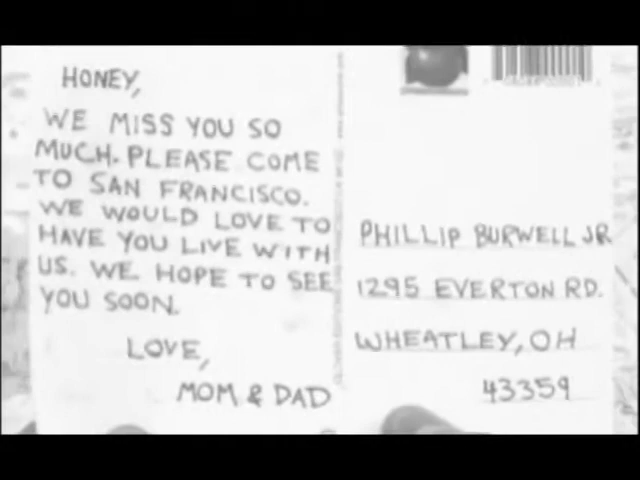 HONEY,
WE MISS YOU SO
MUCH. PLEASE COME
TO SAN FRANCISCO.
WE WOULD LOVE TO
HAVE YOU LIVE WITH
US. WE HOPE TO SEE
YOU SOON.
LOVE,
MOM & DAD
PHILLIP BURWELL JR
1295 EVERTON RD.
WHEATLEY, OH
43359